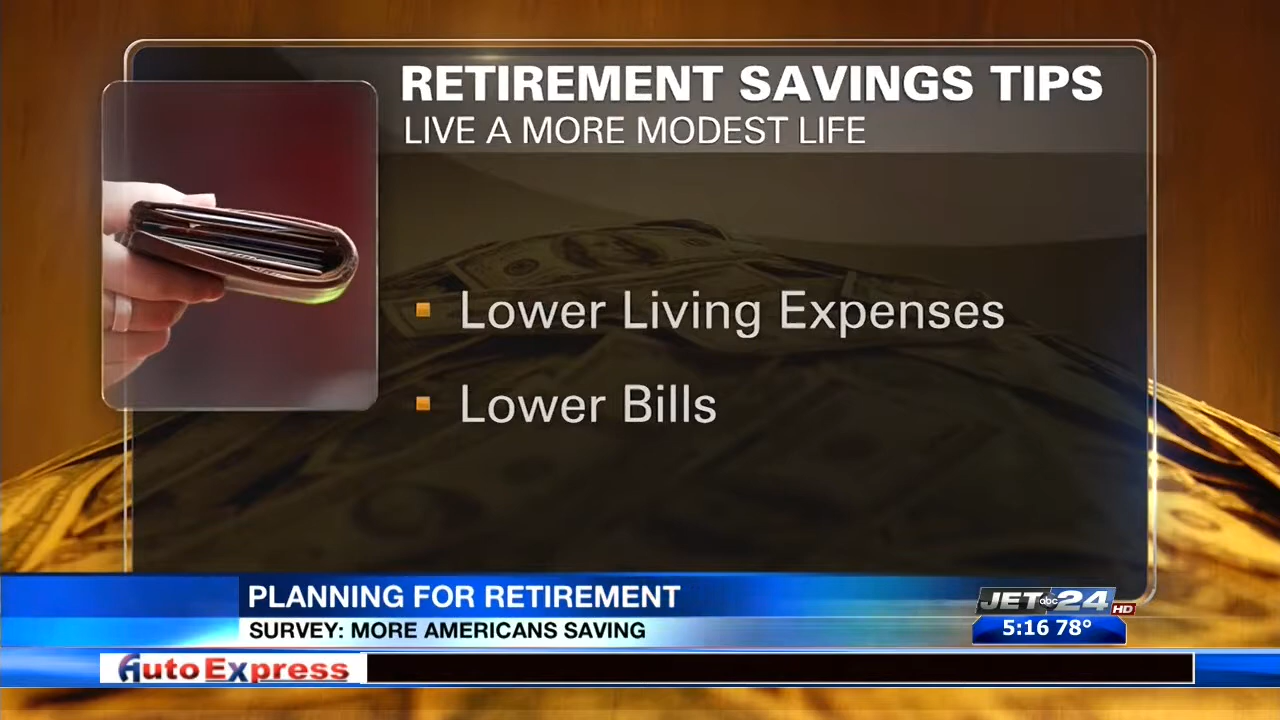 RETIREMENT SAVINGS TIPS
LIVE A MORE MODEST LIFE
Lower Living Expenses
Lower Bills
PLANNING FOR RETIREMENT
SURVEY: MORE AMERICANS SAVING
JET abc 24 HD
5:16 78°
AutoExpress